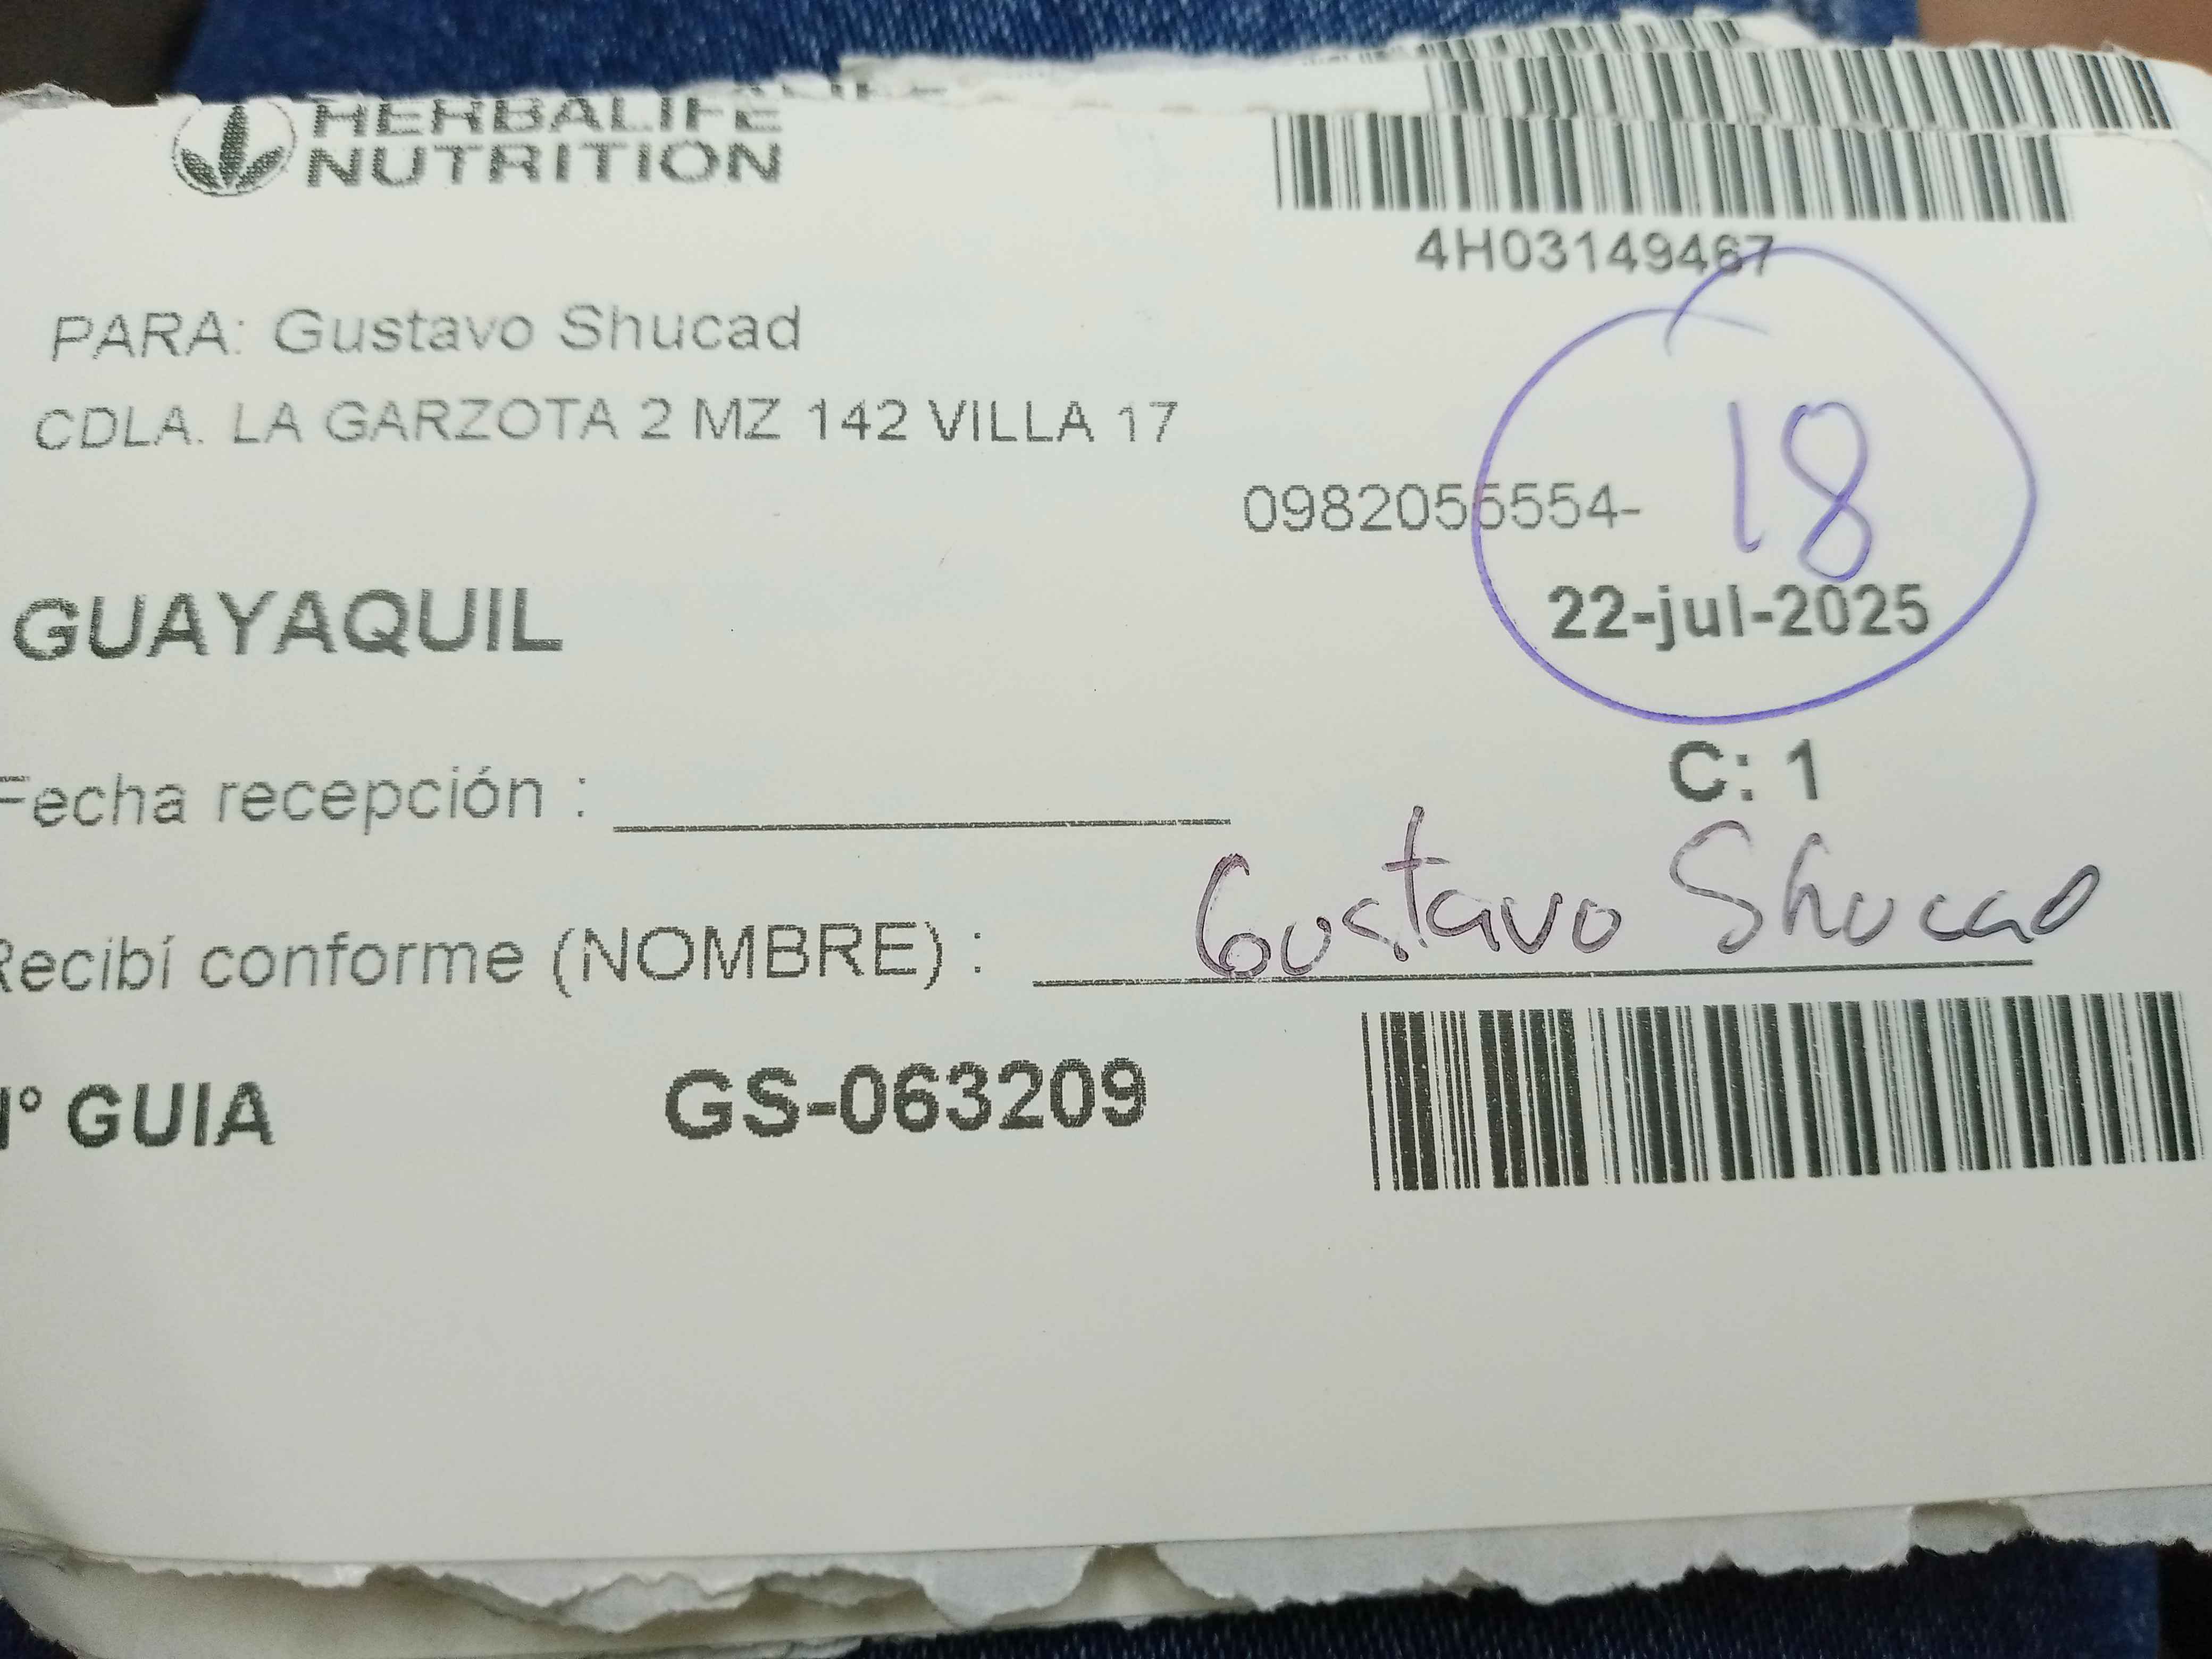 HERBALIFE
NUTRITION
4H03149467
PARA: Gustavo Shucad
CDLA. LA GARZOTA 2 MZ 142 VILLA 17
18
0982055554-
GUAYAQUIL
22-jul-2025
C: 1
Fecha recepción :
Recibí conforme (NOMBRE) : Gustavo Shucad
N° GUIA GS-063209